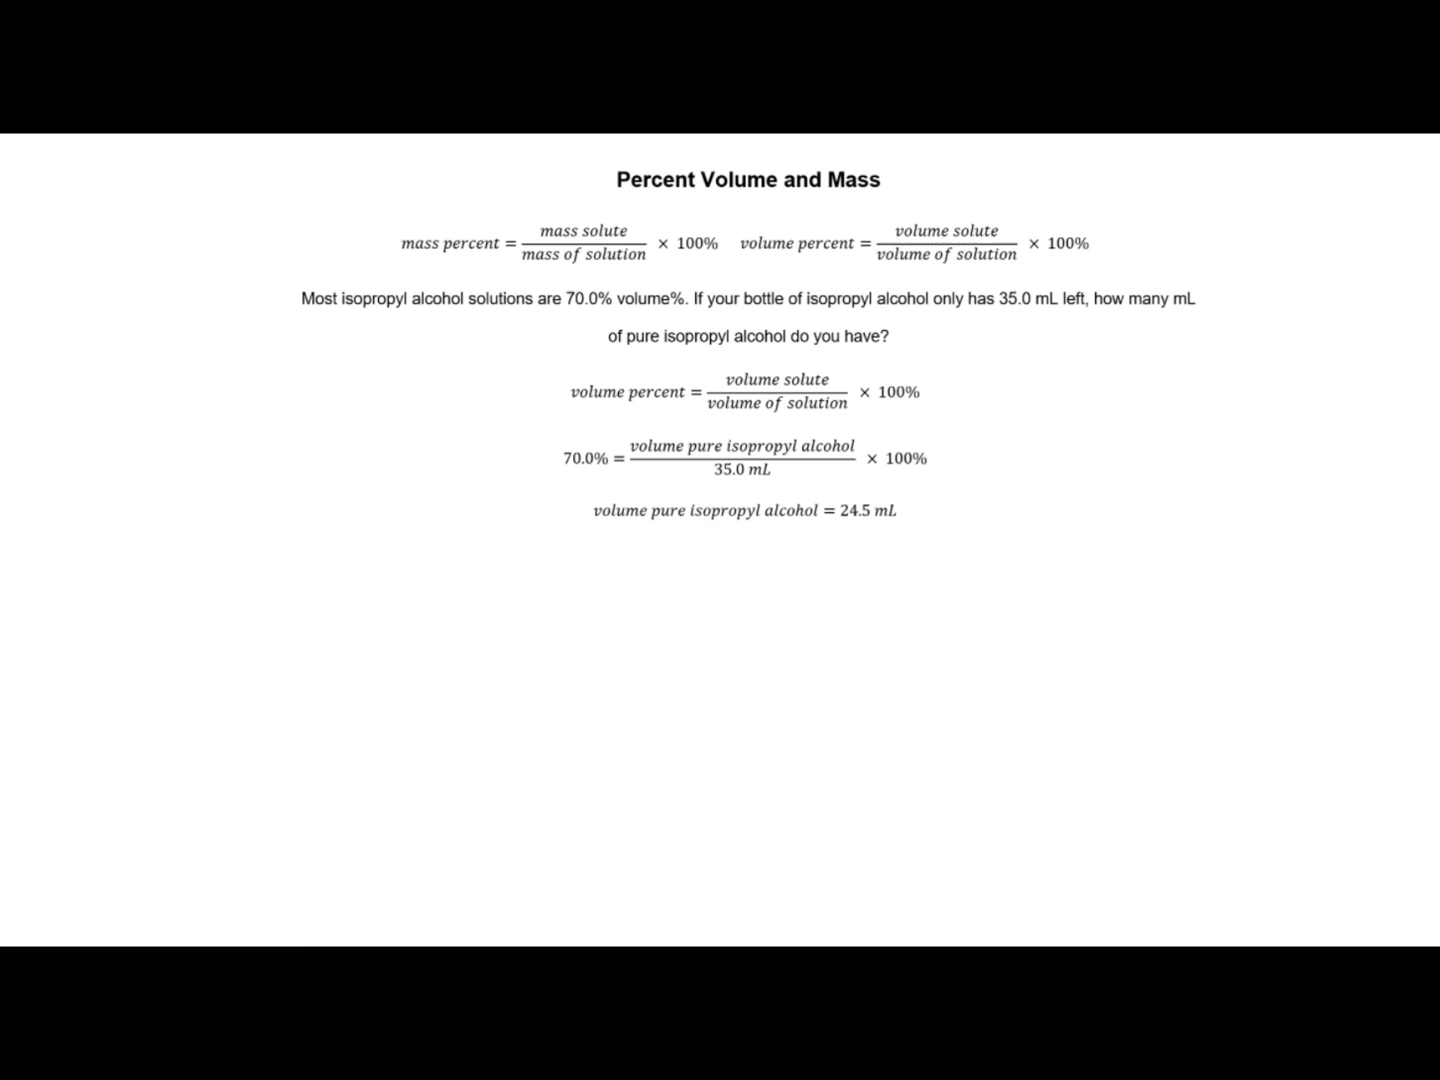 Percent Volume and Mass
mass percent = mass solute / mass of solution × 100% volume percent = volume solute / volume of solution × 100%
Most isopropyl alcohol solutions are 70.0% volume%. If your bottle of isopropyl alcohol only has 35.0 mL left, how many mL
of pure isopropyl alcohol do you have?
volume percent = volume solute / volume of solution × 100%
70.0% = volume pure isopropyl alcohol / 35.0 mL × 100%
volume pure isopropyl alcohol = 24.5 mL